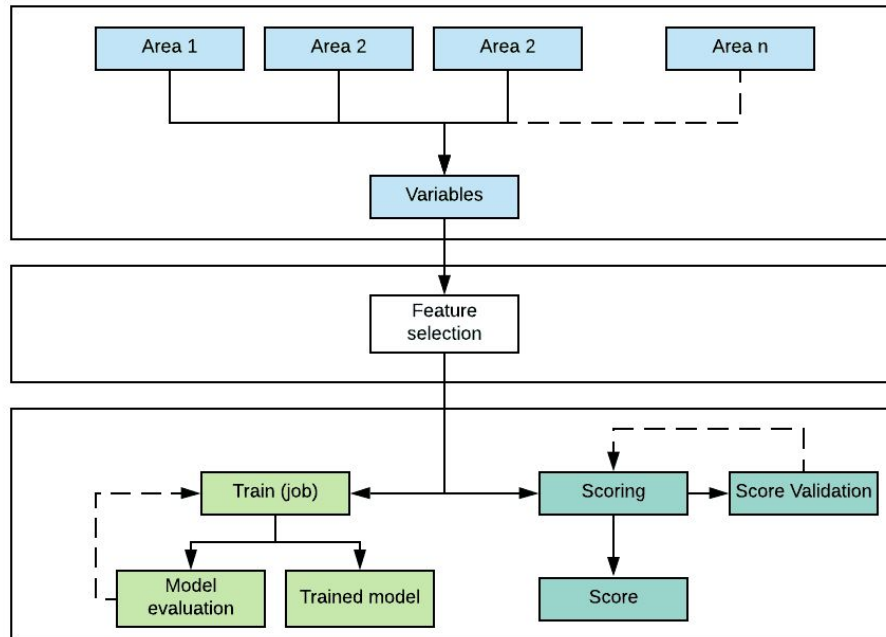 Area 1
Area 2
Area 2
Area n
Variables
Feature
selection
Train (job)
Scoring
Score Validation
Model
evaluation
Trained model
Score